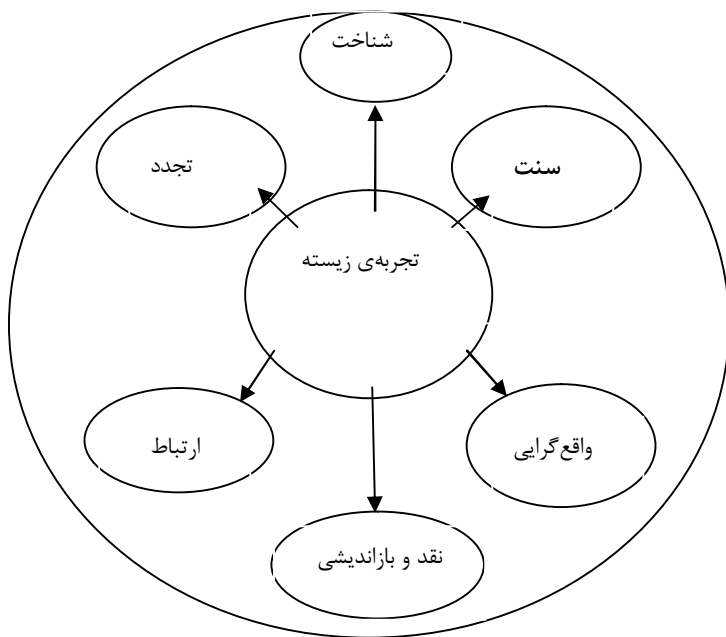 شناخت
سنت
تجدد
تجربه‌ی زیسته
واقع‌گرایی
ارتباط
نقد و بازاندیشی